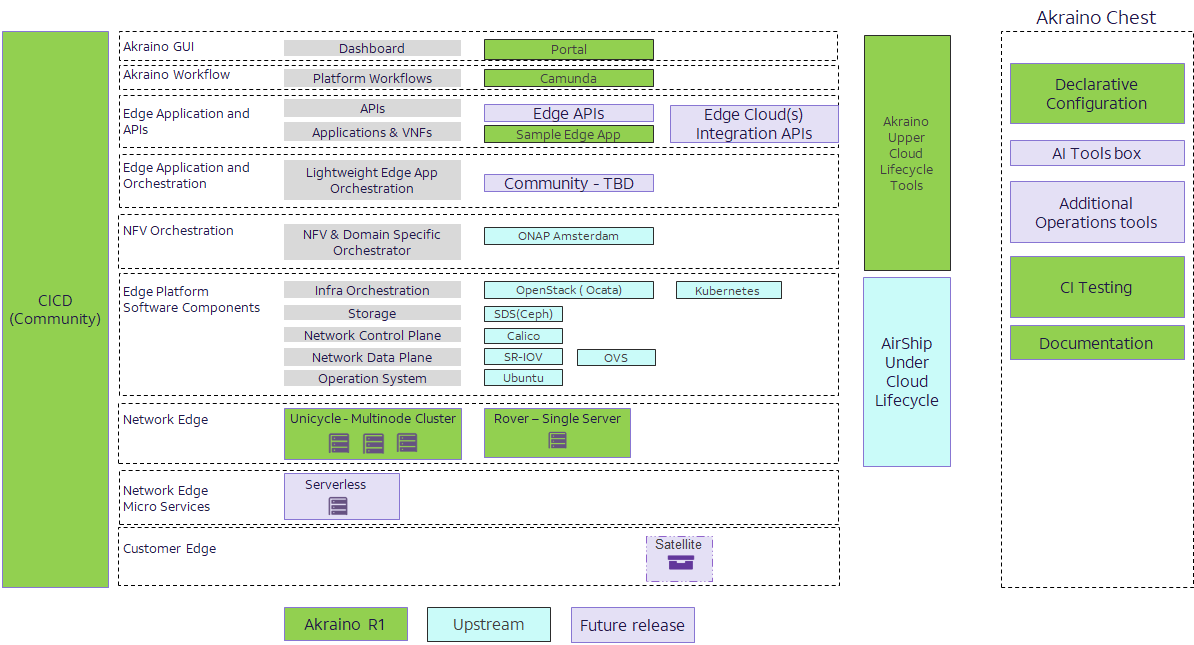 Akraino Chest
CICD
(Community)
Akraino GUI
Dashboard
Portal
Akraino Workflow
Platform Workflows
Camunda
Edge Application and
APIs
APIs
Applications & VNFs
Edge APIs
Sample Edge App
Edge Cloud(s)
Integration APIs
Edge Application and
Orchestration
Lightweight Edge App
Orchestration
Community - TBD
NFV Orchestration
NFV & Domain Specific
Orchestrator
ONAP Amsterdam
Edge Platform
Software Components
Infra Orchestration
OpenStack ( Ocata)
Kubernetes
Storage
SDS(Ceph)
Network Control Plane
Calico
Network Data Plane
SR-IOV
OVS
Operation System
Ubuntu
Network Edge
Unicycle - Multinode Cluster
Rover – Single Server
Network Edge
Micro Services
Serverless
Customer Edge
Satellite
Akraino
Upper
Cloud
Lifecycle
Tools
AirShip
Under
Cloud
Lifecycle
Declarative
Configuration
AI Tools box
Additional
Operations tools
CI Testing
Documentation
Akraino R1
Upstream
Future release